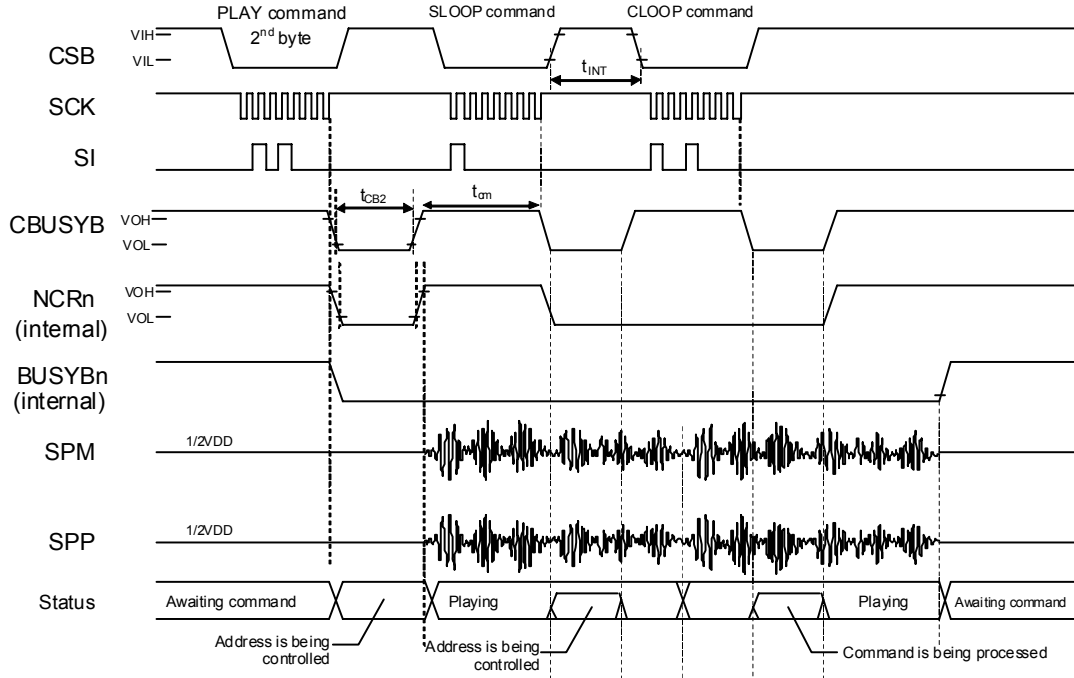 PLAY command
2nd byte
SLOOP command
CLOOP command
CSB
VIH
VIL
tINT
SCK
SI
tCB2
tcm
CBUSYB
VOH
VOL
NCRn
(internal)
VOH
VOL
BUSYBn
(internal)
SPM
1/2VDD
SPP
1/2VDD
Status
Awaiting command
Playing
Playing
Awaiting command
Address is being
controlled
Address is being
controlled
Command is being processed